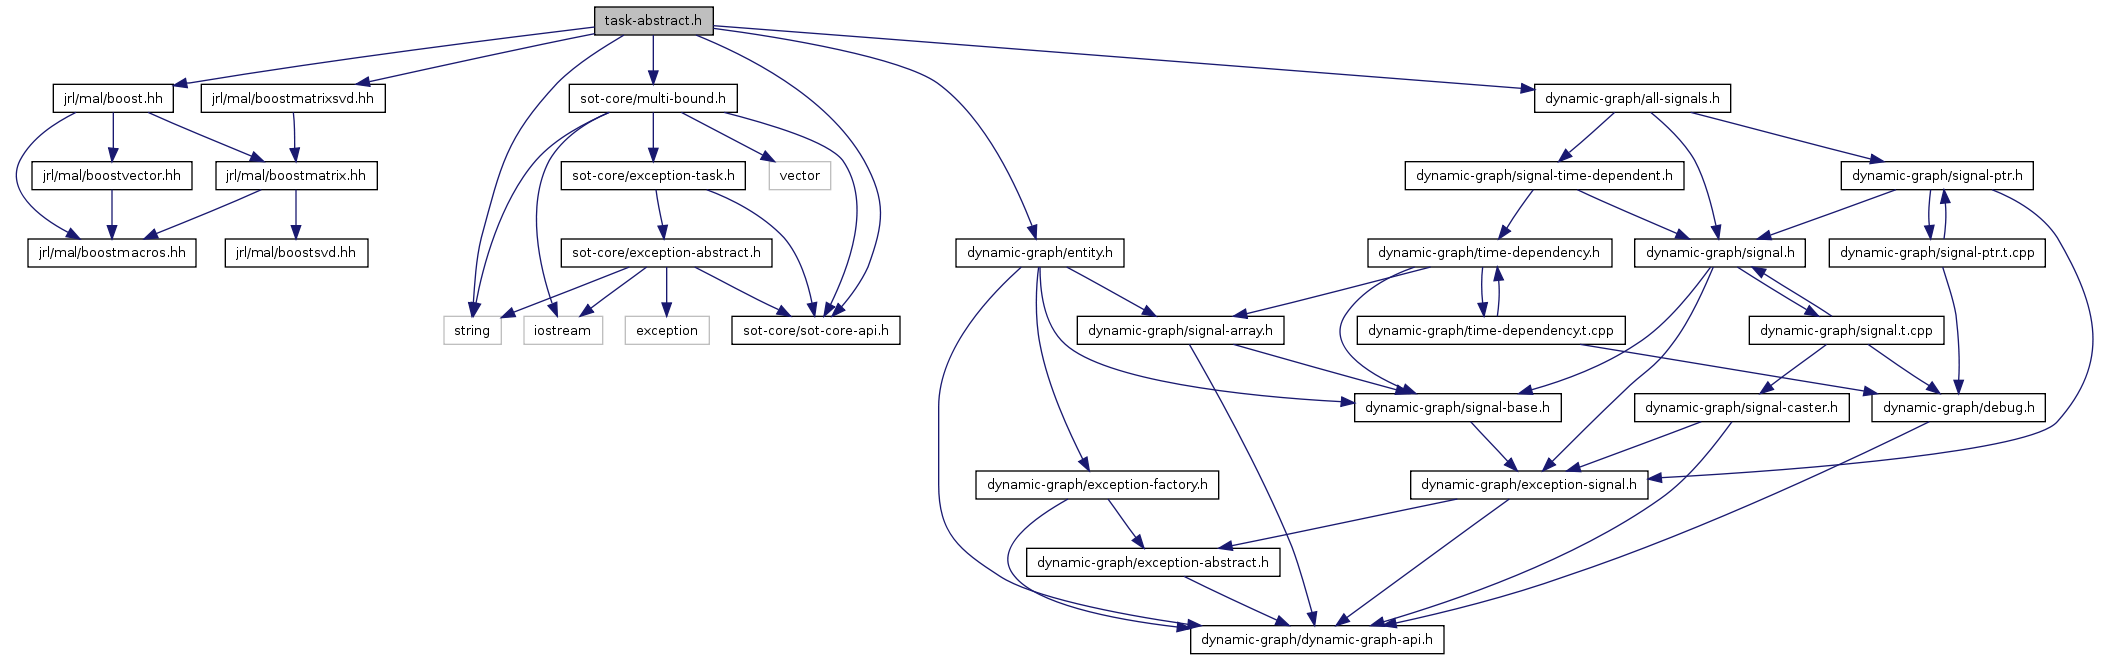 task-abstract.h
jrl/mal/boost.hh
jrl/mal/boostmatrixsvd.hh
sot-core/multi-bound.h
dynamic-graph/all-signals.h
jrl/mal/boostvector.hh
jrl/mal/boostmatrix.hh
sot-core/exception-task.h
vector
dynamic-graph/signal-time-dependent.h
dynamic-graph/signal-ptr.h
jrl/mal/boostmacros.hh
jrl/mal/boostsvd.hh
sot-core/exception-abstract.h
dynamic-graph/entity.h
dynamic-graph/time-dependency.h
dynamic-graph/signal.h
dynamic-graph/signal-ptr.t.cpp
string
iostream
exception
sot-core/sot-core-api.h
dynamic-graph/signal-array.h
dynamic-graph/time-dependency.t.cpp
dynamic-graph/signal.t.cpp
dynamic-graph/signal-base.h
dynamic-graph/signal-caster.h
dynamic-graph/debug.h
dynamic-graph/exception-factory.h
dynamic-graph/exception-signal.h
dynamic-graph/exception-abstract.h
dynamic-graph/dynamic-graph-api.h